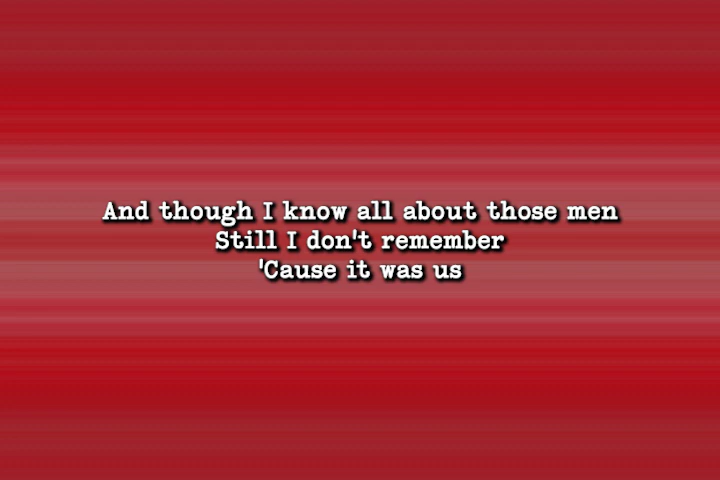 And though I know all about those men
Still I don't remember
'Cause it was us